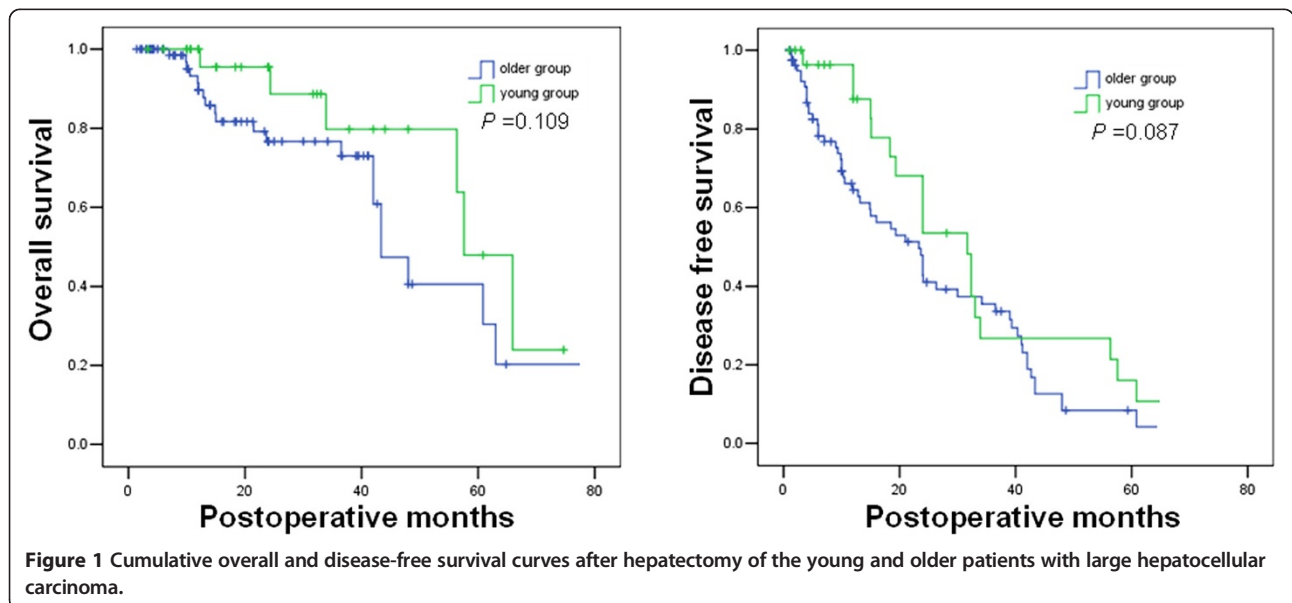 Overall survival
1.0
0.8
0.6
0.4
0.2
0.0
older group
young group
P =0.109
0 20 40 60 80
Postoperative months
Disease free survival
1.0
0.8
0.6
0.4
0.2
0.0
older group
young group
P =0.087
0 20 40 60 80
Postoperative months
Figure 1 Cumulative overall and disease-free survival curves after hepatectomy of the young and older patients with large hepatocellular
carcinoma.